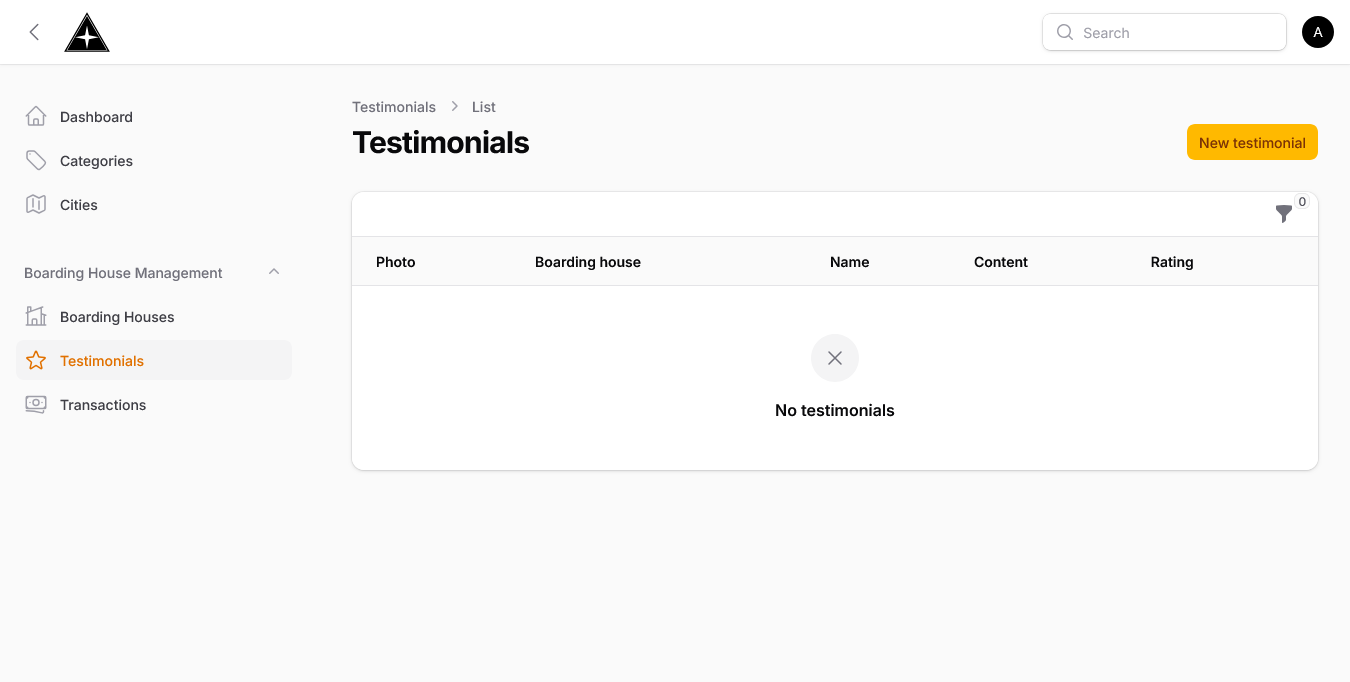 Search
A
Dashboard
Categories
Cities
Boarding House Management
Boarding Houses
Testimonials
Transactions
Testimonials > List
Testimonials
New testimonial
0
Photo Boarding house Name Content Rating
No testimonials